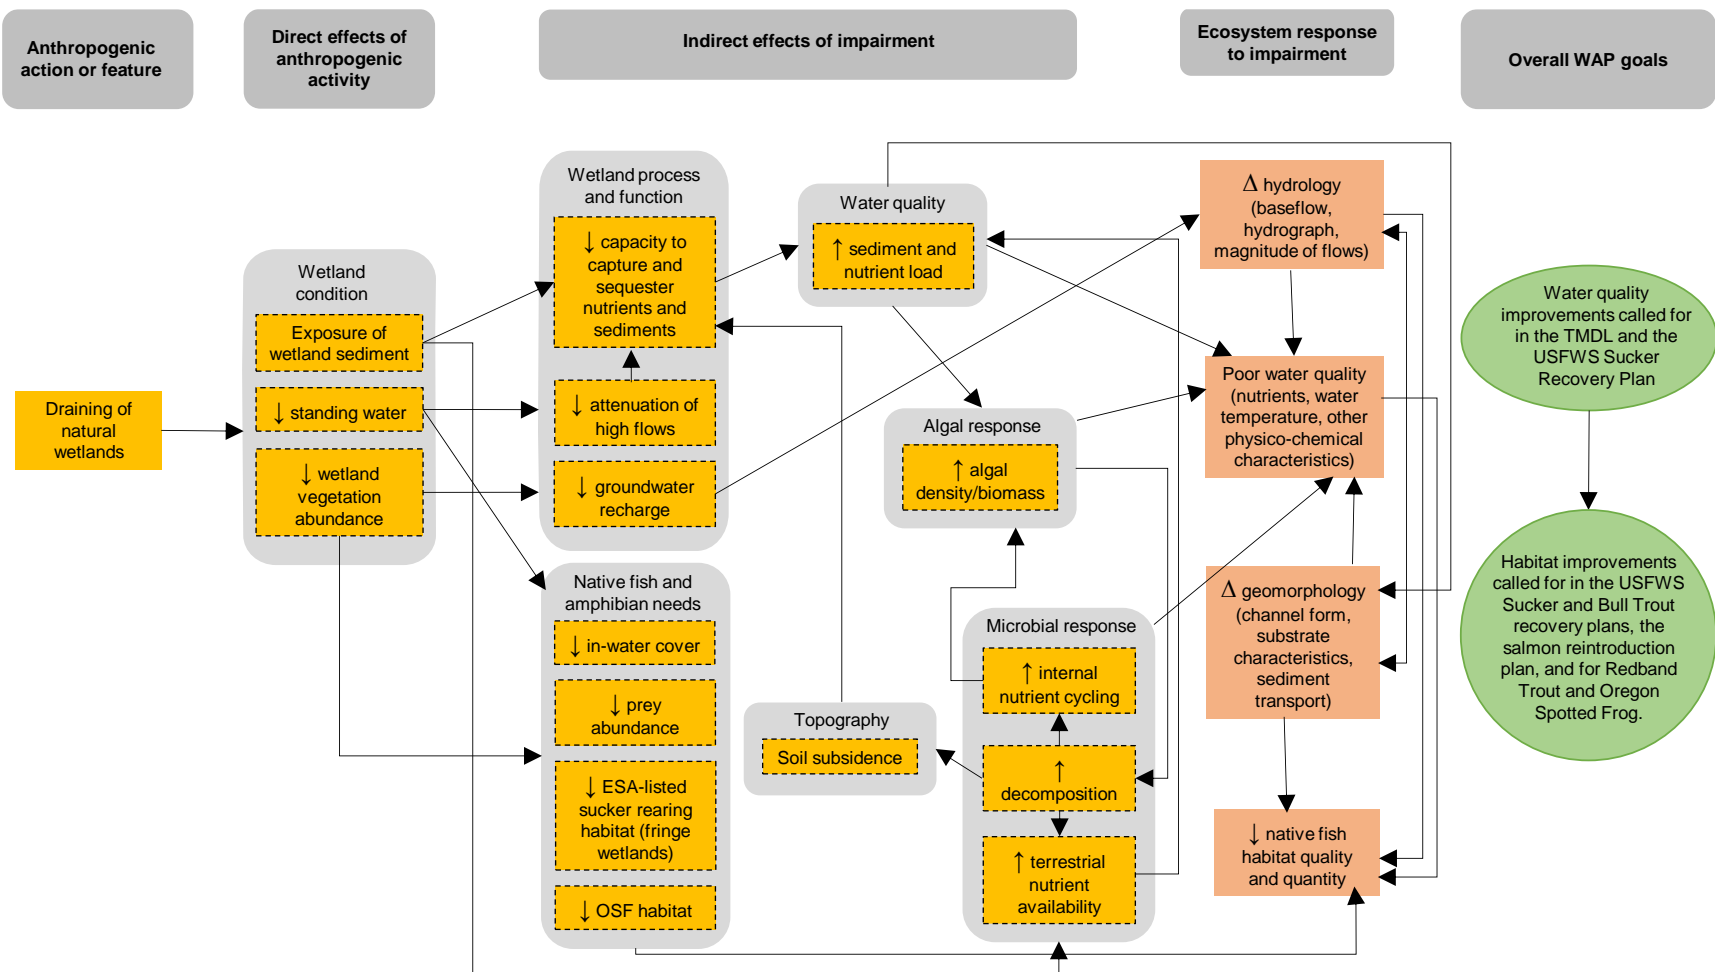 Anthropogenic
action or feature
Direct effects of
anthropogenic
activity
Indirect effects of impairment
Ecosystem response
to impairment
Overall WAP goals
Draining of
natural
wetlands
Wetland
condition
Exposure of
wetland sediment
↓ standing water
↓ wetland
vegetation
abundance
Wetland process
and function
↓ capacity to
capture and
sequester
nutrients and
sediments
↓ attenuation of
high flows
↓ groundwater
recharge
Native fish and
amphibian needs
↓ in-water cover
↓ prey
abundance
↓ ESA-listed
sucker rearing
habitat (fringe
wetlands)
↓ OSF habitat
Water quality
↑ sediment and
nutrient load
Algal response
↑ algal
density/biomass
Topography
Soil subsidence
Microbial response
↑ internal
nutrient cycling
↑
decomposition
↑ terrestrial
nutrient
availability
Δ hydrology
(baseflow,
hydrograph,
magnitude of flows)
Poor water quality
(nutrients, water
temperature, other
physico-chemical
characteristics)
Δ geomorphology
(channel form,
substrate
characteristics,
sediment
transport)
↓ native fish
habitat quality
and quantity
Water quality
improvements called for
in the TMDL and the
USFWS Sucker
Recovery Plan
Habitat improvements
called for in the USFWS
Sucker and Bull Trout
recovery plans, the
salmon reintroduction
plan, and for Redband
Trout and Oregon
Spotted Frog.